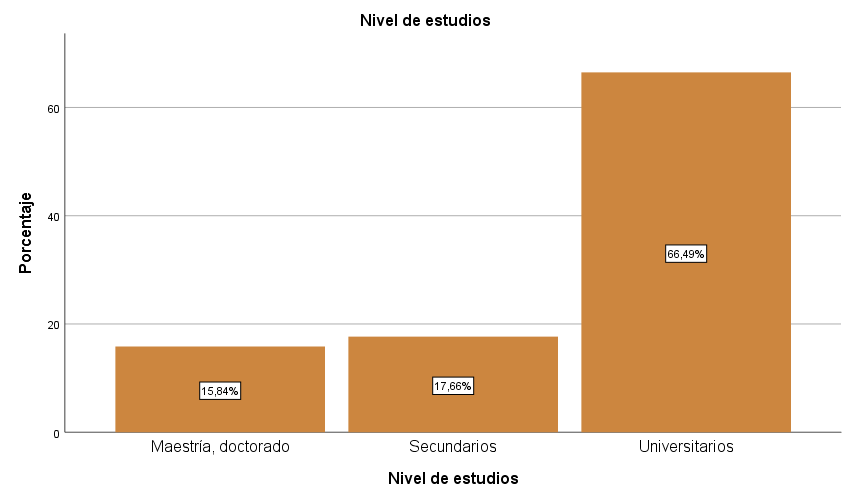 Nivel de estudios
Porcentaje
60
40
20
0
66,49%
17,66%
15,84%
Maestría, doctorado
Secundarios
Universitarios
Nivel de estudios